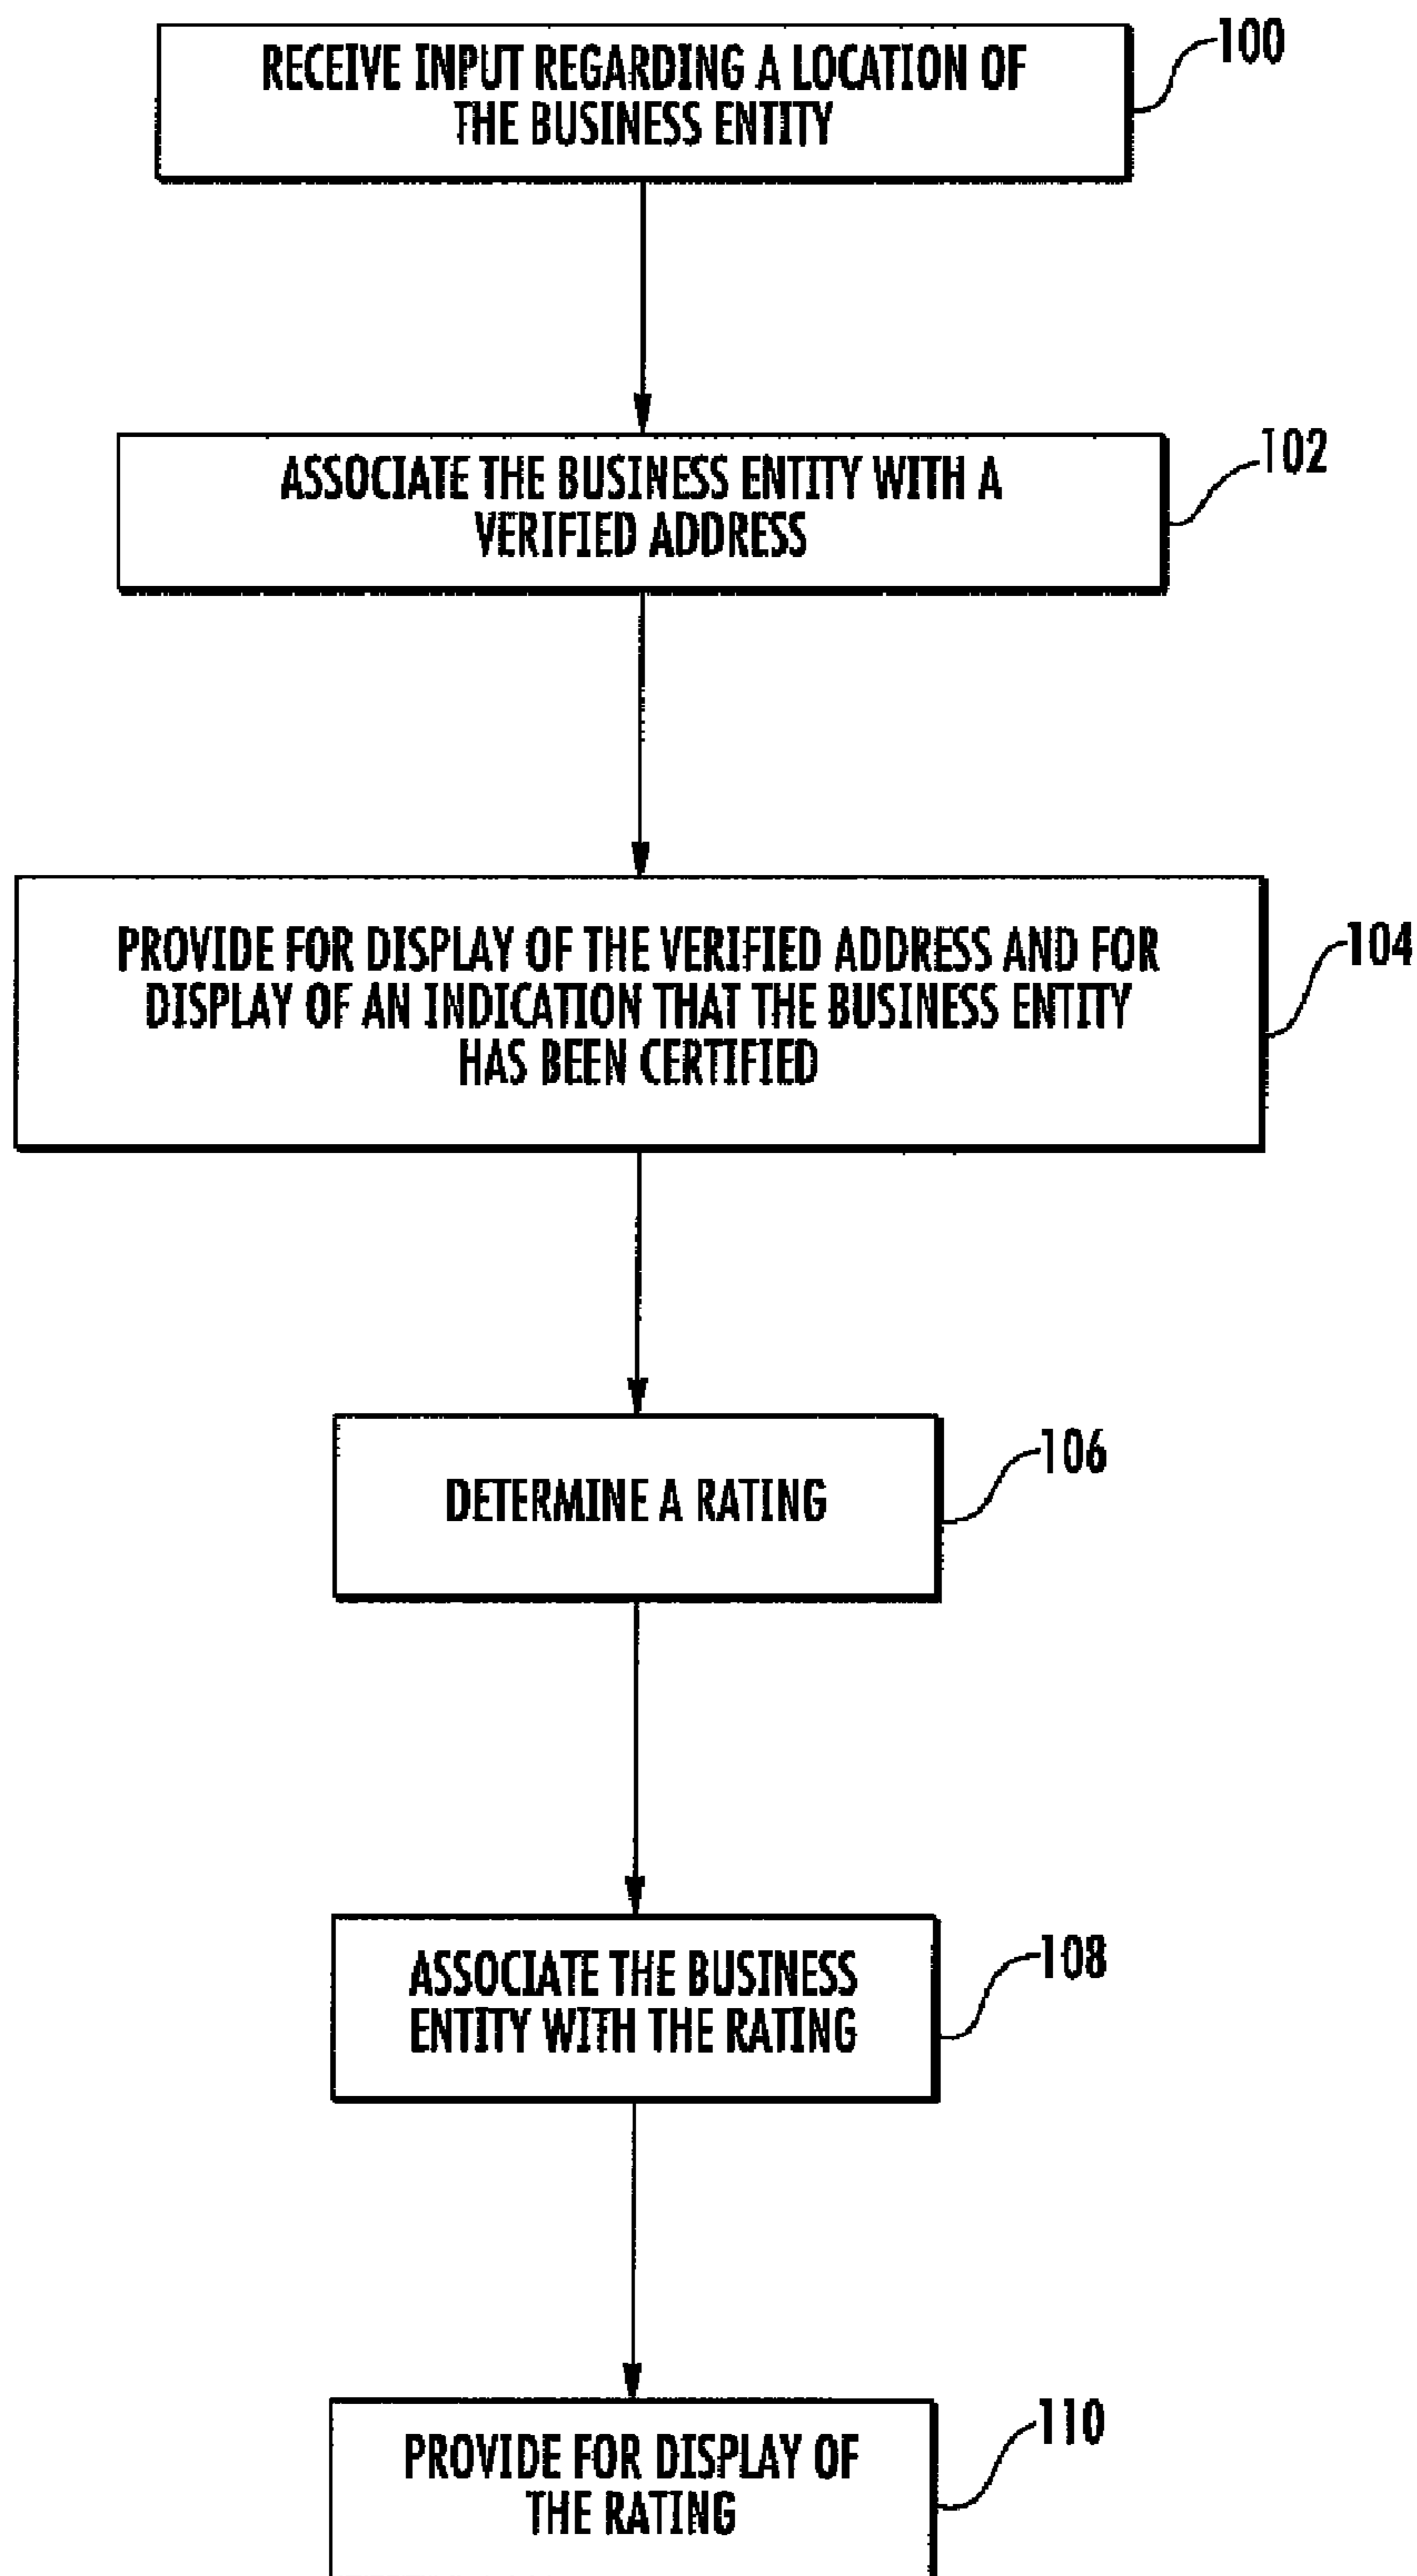 RECEIVE INPUT REGARDING A LOCATION OF
THE BUSINESS ENTITY
100
ASSOCIATE THE BUSINESS ENTITY WITH A
VERIFIED ADDRESS
102
PROVIDE FOR DISPLAY OF THE VERIFIED ADDRESS AND FOR
DISPLAY OF AN INDICATION THAT THE BUSINESS ENTITY
HAS BEEN CERTIFIED
104
DETERMINE A RATING
106
ASSOCIATE THE BUSINESS
ENTITY WITH THE RATING
108
PROVIDE FOR DISPLAY OF
THE RATING
110